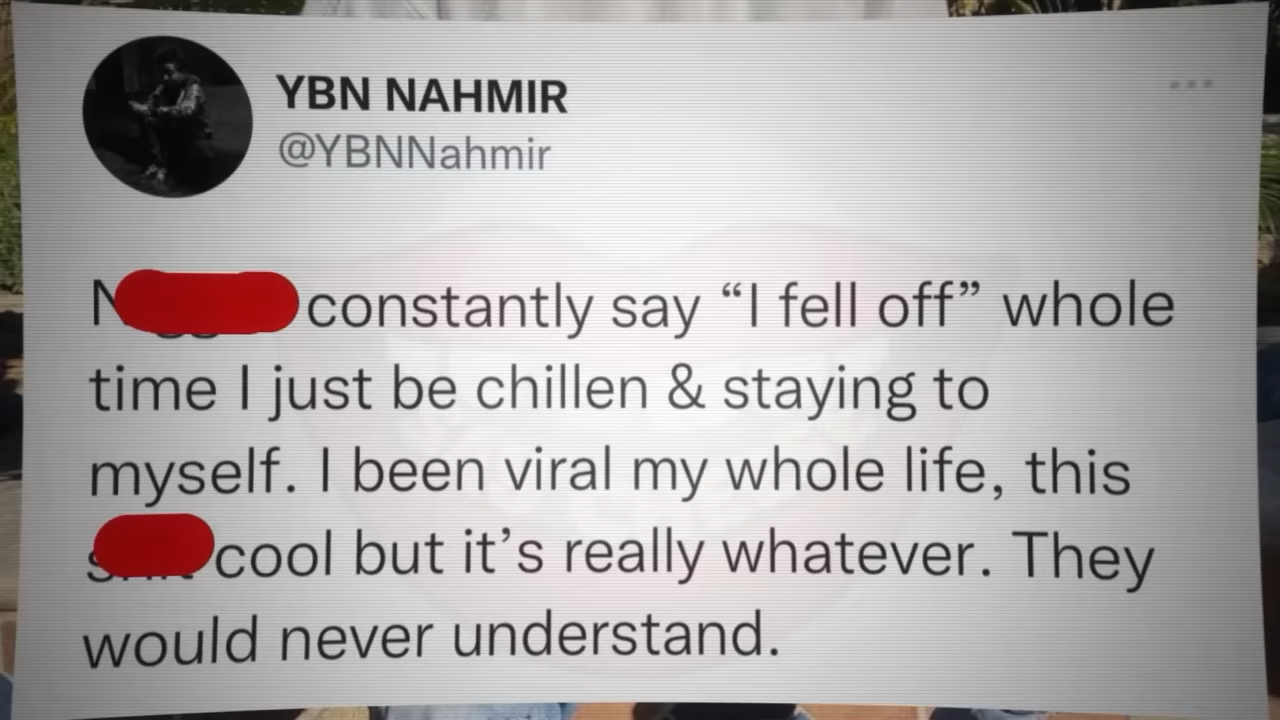 YBN NAHMIR
@YBNNahmir
constantly say “I fell off” whole
time I just be chillen & staying to
myself. I been viral my whole life, this
cool but it’s really whatever. They
would never understand.